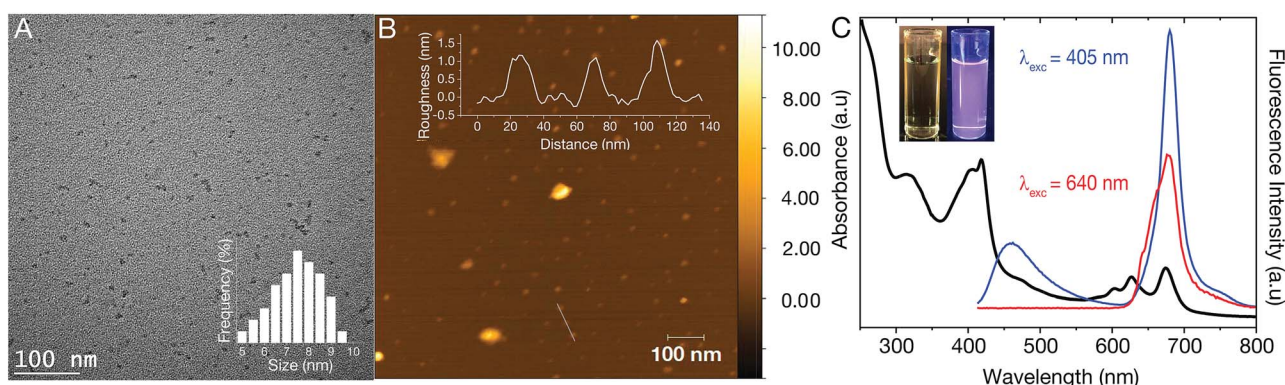 A
100 nm
Frequency (%)
5 6 7 8 9 10
Size (nm)
B
Roughness (nm)
1.5
1.0
0.5
0.0
-0.5
0 20 40 60 80 100 120 140
Distance (nm)
100 nm
10.00
8.00
6.00
4.00
2.00
0.00
C
Absorbance (a.u)
λexc = 405 nm
λexc = 640 nm
Fluorescence Intensity (a.u)
300 400 500 600 700 800
Wavelength (nm)